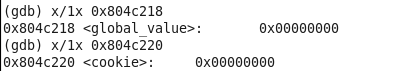 (gdb) x/1x 0x804c218
0x804c218 <global_value>:       0x00000000
(gdb) x/1x 0x804c220
0x804c220 <cookie>:     0x00000000